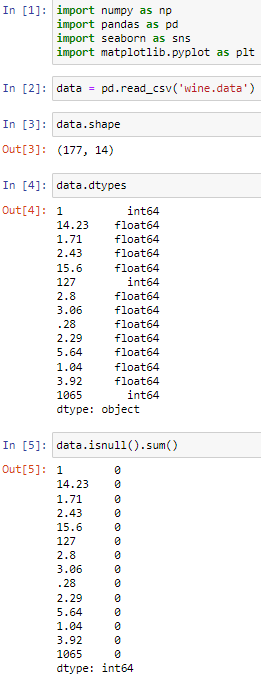 In [1]: import numpy as np
import pandas as pd
import seaborn as sns
import matplotlib.pyplot as plt
In [2]: data = pd.read_csv('wine.data')
In [3]: data.shape
Out[3]: (177, 14)
In [4]: data.dtypes
Out[4]: 1 int64
14.23 float64
1.71 float64
2.43 float64
15.6 float64
127 int64
2.8 float64
3.06 float64
.28 float64
2.29 float64
5.64 float64
1.04 float64
3.92 float64
1065 int64
dtype: object
In [5]: data.isnull().sum()
Out[5]: 1 0
14.23 0
1.71 0
2.43 0
15.6 0
127 0
2.8 0
3.06 0
.28 0
2.29 0
5.64 0
1.04 0
3.92 0
1065 0
dtype: int64